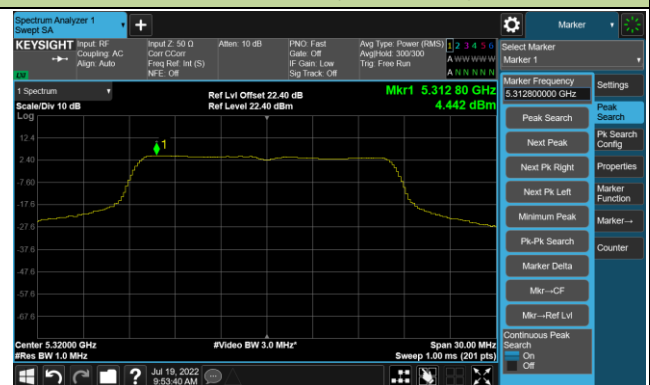 Spectrum Analyzer 1
Swept SA
+
Marker
KEYSIGHT
Input: RF
Coupling: AC
Align: Auto
Input Z: 50 Ω
Corr CCorr
Freq Ref: Int (S)
NFE: Off
Atten: 10 dB
PNO: Fast
Gate: Off
IF Gain: Low
Sig Track: Off
Avg Type: Power (RMS)
Avg|Hold: 300/300
Trig: Free Run
1 2 3 4 5 6
A W W W W W
A N N N N N
Select Marker
Marker 1
1 Spectrum
Scale/Div 10 dB
Log
Ref Lvl Offset 22.40 dB
Ref Level 22.40 dBm
Mkr1 5.312 80 GHz
4.442 dBm
1
12.4
2.40
-7.60
-17.6
-27.6
-37.6
-47.6
-57.6
-67.6
Center 5.32000 GHz
#Res BW 1.0 MHz
#Video BW 3.0 MHz*
Span 30.00 MHz
Sweep 1.00 ms (201 pts)
Marker Frequency
5.312800000 GHz
Peak Search
Next Peak
Next Pk Right
Next Pk Left
Minimum Peak
Pk-Pk Search
Marker Delta
Mkr→CF
Mkr→Ref Lvl
Continuous Peak
Search
On
Off
Settings
Peak
Search
Pk Search
Config
Properties
Marker
Function
Marker→
Counter
?
Jul 19, 2022
9:53:40 AM